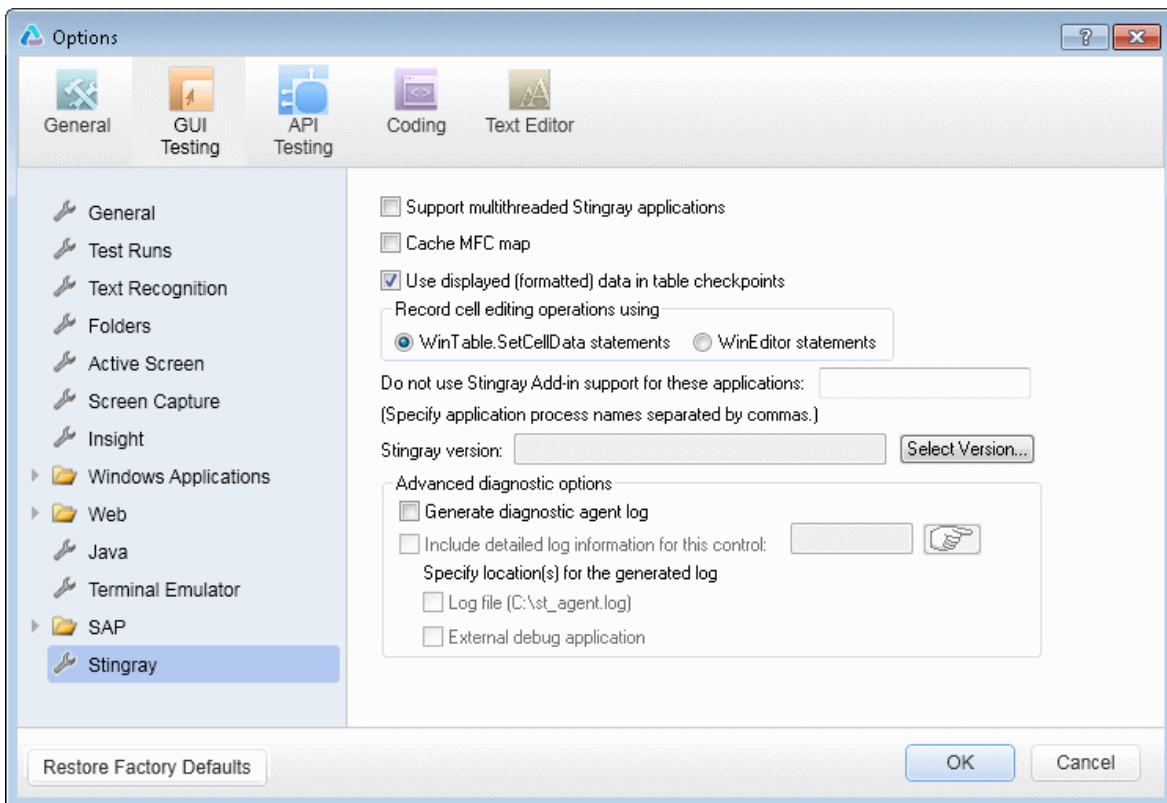 Options
General
GUI
Testing
API
Testing
Coding
Text Editor
General
Test Runs
Text Recognition
Folders
Active Screen
Screen Capture
Insight
Windows Applications
Web
Java
Terminal Emulator
SAP
Stingray
Support multithreaded Stingray applications
Cache MFC map
Use displayed (formatted) data in table checkpoints
Record cell editing operations using
WinTable.SetCellData statements
WinEditor statements
Do not use Stingray Add-in support for these applications:
(Specify application process names separated by commas.)
Stingray version:
Select Version...
Advanced diagnostic options
Generate diagnostic agent log
Include detailed log information for this control:
Specify location(s) for the generated log
Log file (C:\st_agent.log)
External debug application
Restore Factory Defaults
OK
Cancel